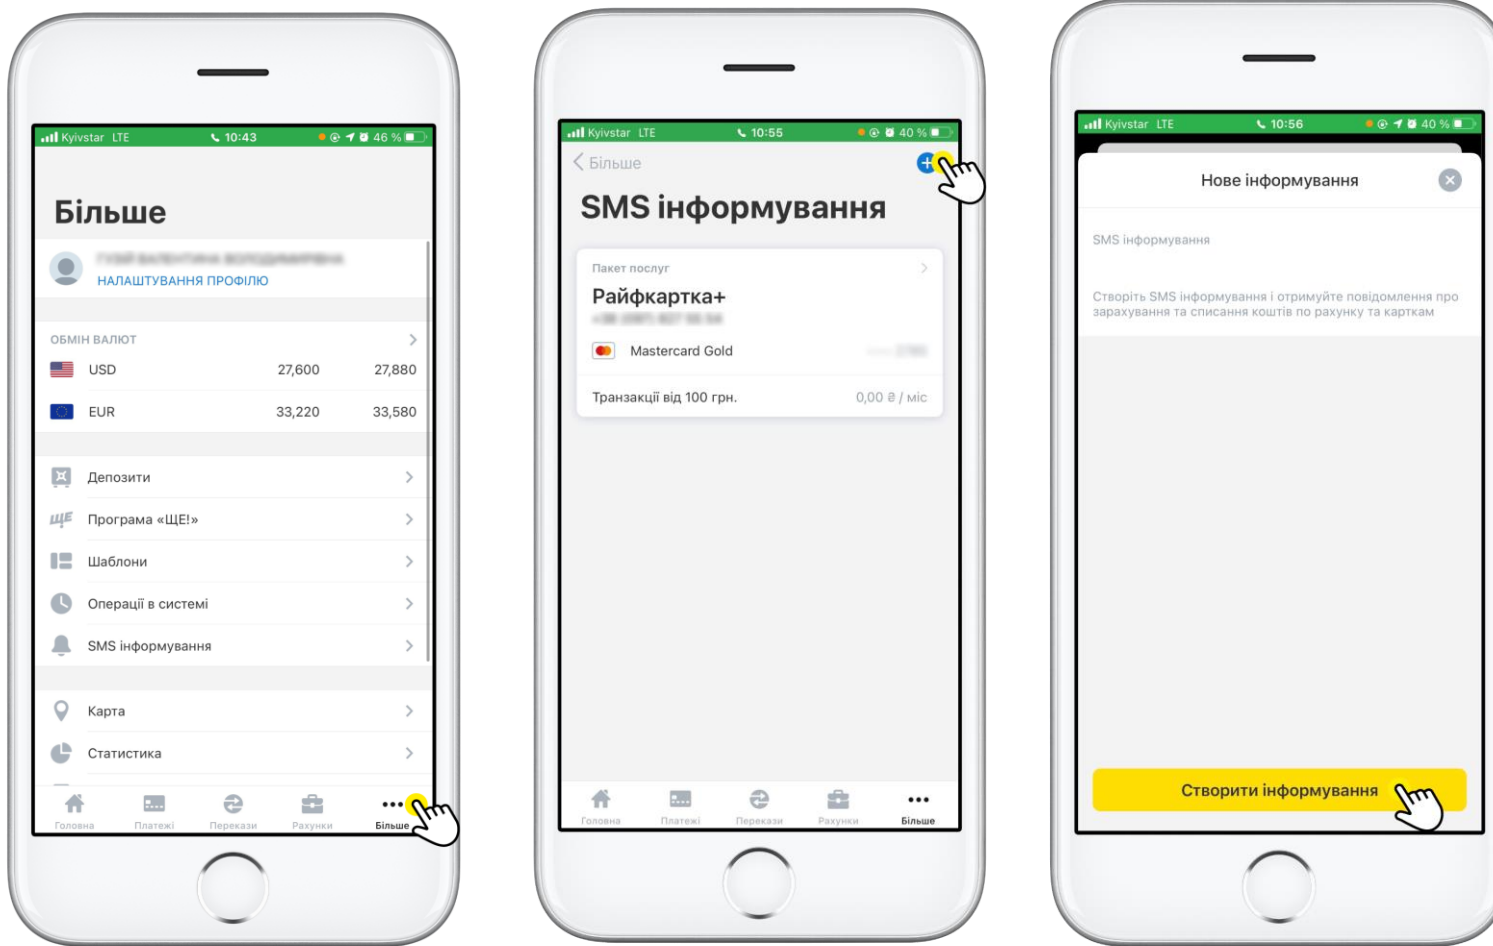 Kyivstar LTE 10:43 46 %
Більше
НАЛАШТУВАННЯ ПРОФІЛЮ
ОБМІН ВАЛЮТ
USD 27,600 27,880
EUR 33,220 33,580
Депозити
ЩЕ Програма «ЩЕ!»
Шаблони
Операції в системі
SMS інформування
Карта
Статистика
Головна Платежі Перекази Рахунки Більше
Kyivstar LTE 10:55 40 %
Більше
SMS інформування
Пакет послуг
Райфкартка+
Mastercard Gold
Транзакції від 100 грн. 0,00 ₴ / міс
Головна Платежі Перекази Рахунки Більше
Kyivstar LTE 10:56 40 %
Нове інформування
SMS інформування
Створіть SMS інформування і отримуйте повідомлення про
зарахування та списання коштів по рахунку та карткам
Створити інформування